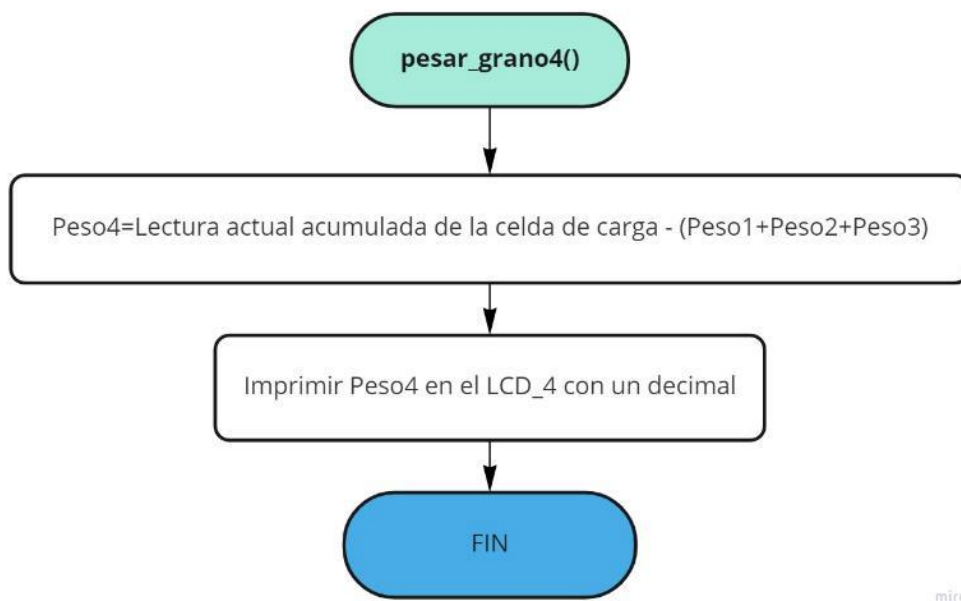 pesar_grano4()
Peso4=Lectura actual acumulada de la celda de carga - (Peso1+Peso2+Peso3)
Imprimir Peso4 en el LCD_4 con un decimal
FIN